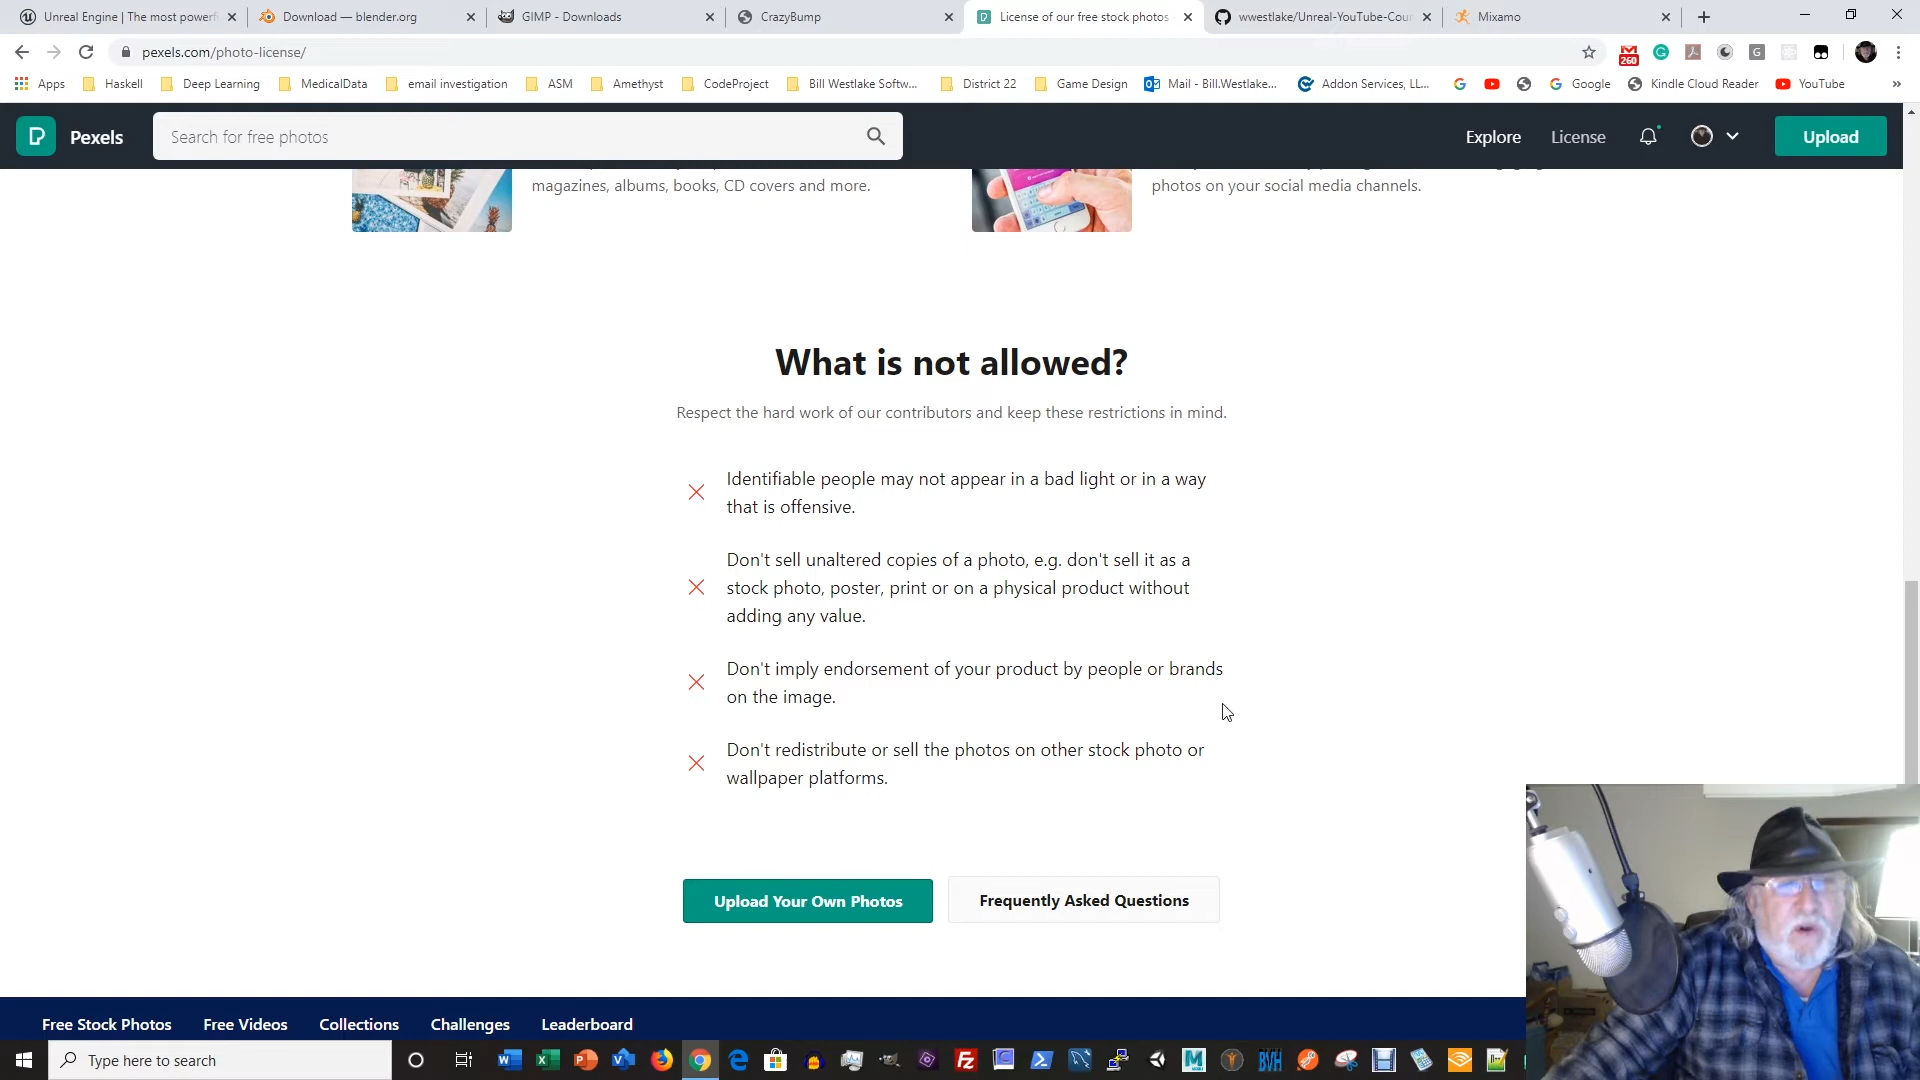 Unreal Engine | The most powerf
Download — blender.org
GIMP - Downloads
CrazyBump
License of our free stock photos
wwestlake/Unreal-YouTube-Cour
Mixamo
pexels.com/photo-license/
260
Apps
Haskell
Deep Learning
MedicalData
email investigation
ASM
Amethyst
CodeProject
Bill Westlake Softw...
District 22
Game Design
Mail - Bill.Westlake...
Addon Services, LL...
Google
Kindle Cloud Reader
YouTube
Pexels
Search for free photos
Explore
License
Upload
magazines, albums, books, CD covers and more.
photos on your social media channels.
What is not allowed?
Respect the hard work of our contributors and keep these restrictions in mind.
Identifiable people may not appear in a bad light or in a way
that is offensive.
Don't sell unaltered copies of a photo, e.g. don't sell it as a
stock photo, poster, print or on a physical product without
adding any value.
Don't imply endorsement of your product by people or brands
on the image.
Don't redistribute or sell the photos on other stock photo or
wallpaper platforms.
Upload Your Own Photos
Frequently Asked Questions
Free Stock Photos
Free Videos
Collections
Challenges
Leaderboard
Type here to search